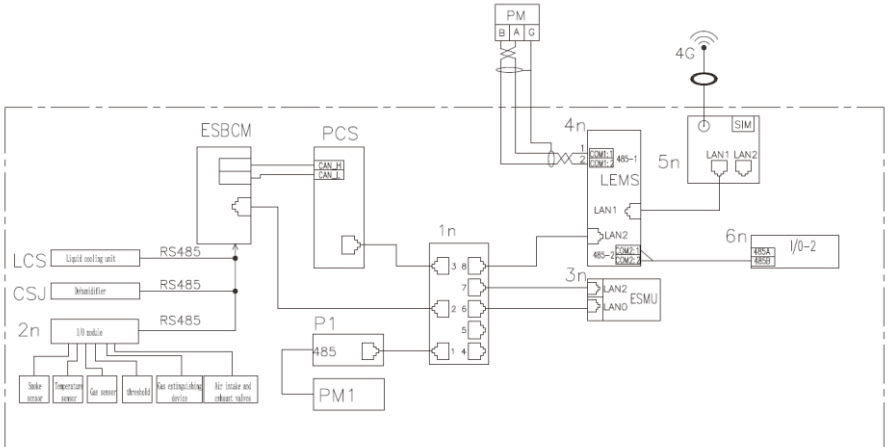 PM
B A G
4G
ESBCM
PCS
4n
SIM
5n
LAN1 LAN2
1
2
COM1:1
COM1:2
485-1
LEMS
CAN_H
CAN_L
LAN1
1n
LAN2
6n
I/0-2
485-2
COM2:1
COM2:2
485A
485B
LCS
Liquid cooling unit
RS485
3 8
3n
7
LAN2
ESMU
CSJ
Dehumidifier
RS485
2 6
LAN0
2n
I/O module
RS485
P1
5
485
1 4
PM1
Smoke
sensor
Temperature
sensor
Gas sensor
threshold
Gas extinguishing
device
Air intake and
exhaust valves